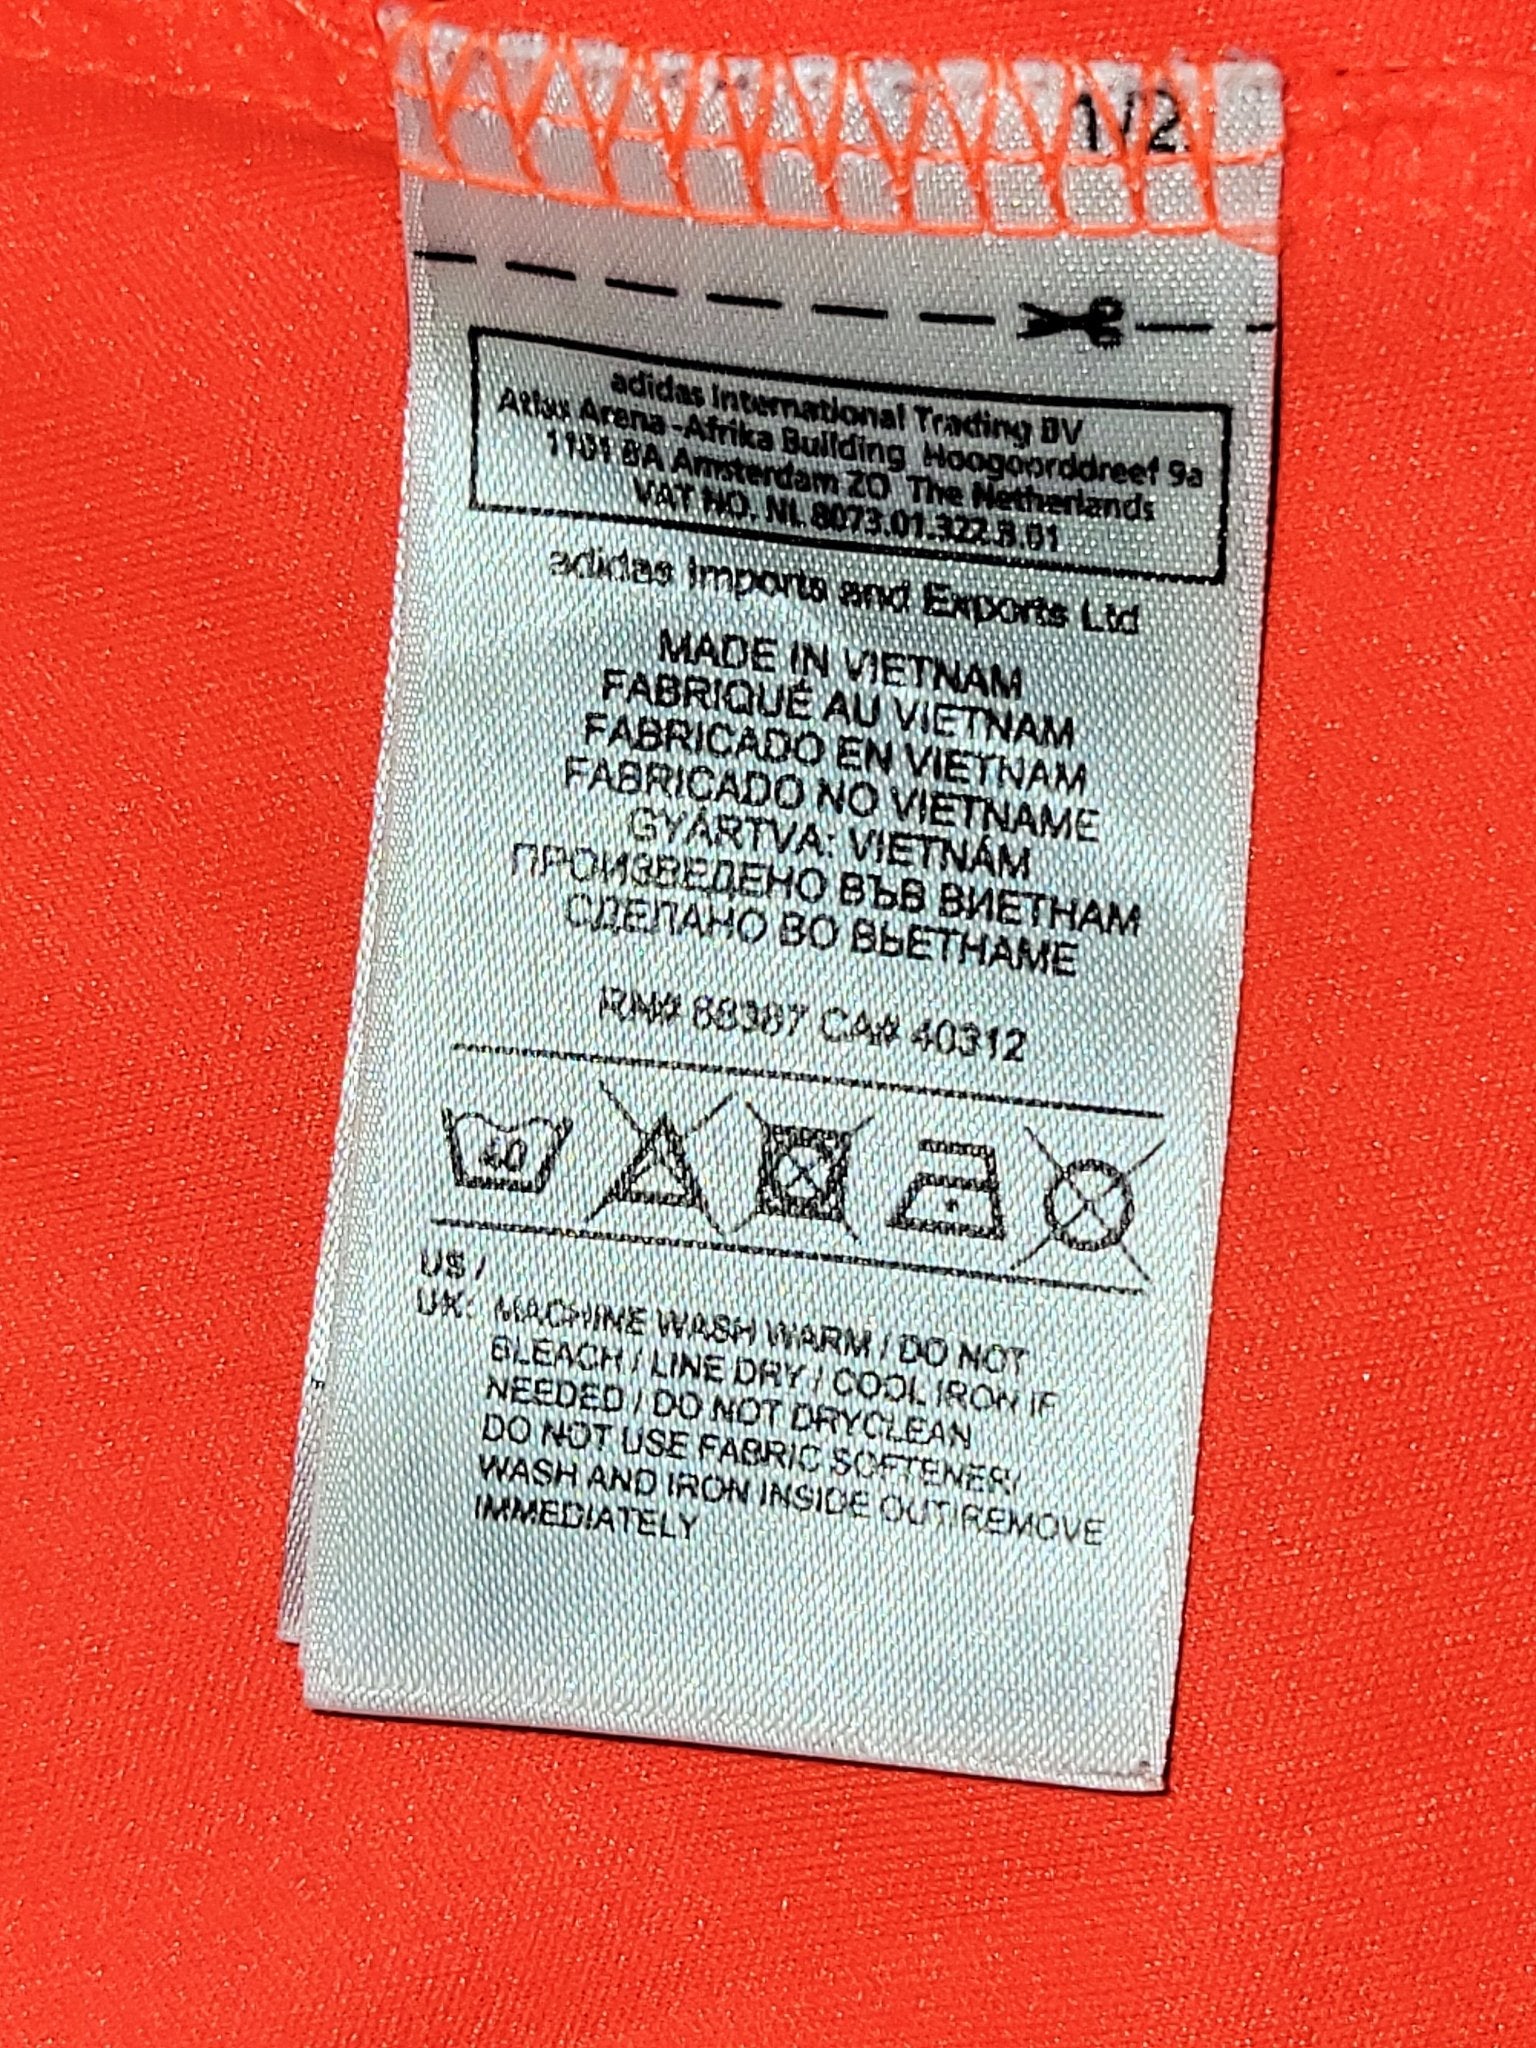 1/2
adidas International Trading BV
Atlas Arena -Afrika Building Hoogoorddreef 9a
1101 BA Amsterdam ZO The Netherlands
VAT NO. NL 8073.01.322.B.01
adidas Imports and Exports Ltd
MADE IN VIETNAM
FABRIQUÉ AU VIETNAM
FABRICADO EN VIETNAM
FABRICADO NO VIETNAME
GYÁRTVA: VIETNÁM
ПРОИЗВЕДЕНО ВЪВ ВИЕТНАМ
СДЕЛАНО ВО ВЬЕТНАМЕ
RN# 88387 CA# 40312
40
US /
UK: MACHINE WASH WARM / DO NOT
BLEACH / LINE DRY / COOL IRON IF
NEEDED / DO NOT DRYCLEAN
DO NOT USE FABRIC SOFTENER/
WASH AND IRON INSIDE OUT/REMOVE
IMMEDIATELY